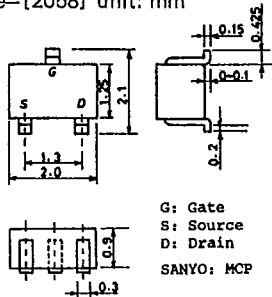 [2058] unit: mm
G
S D
1.25
2.1
1.3
2.0
0.15
0.425
0~0.1
0.2
0.9
0.3
G: Gate
S: Source
D: Drain
SANYO: MCP